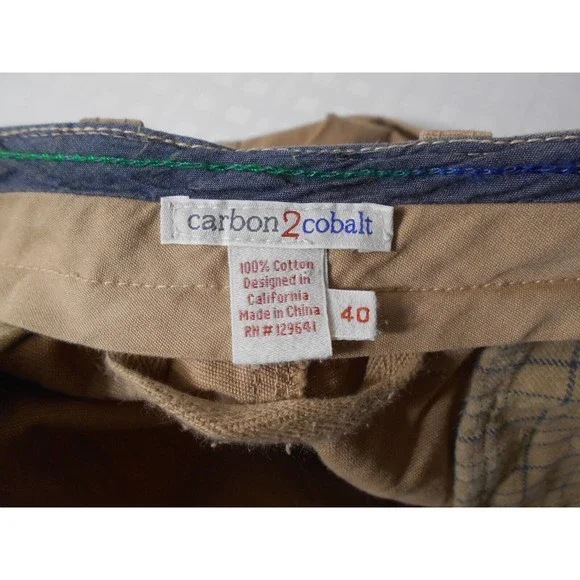 carbon2cobalt
100% Cotton
Designed in
California
Made in China
RN# 129641
40